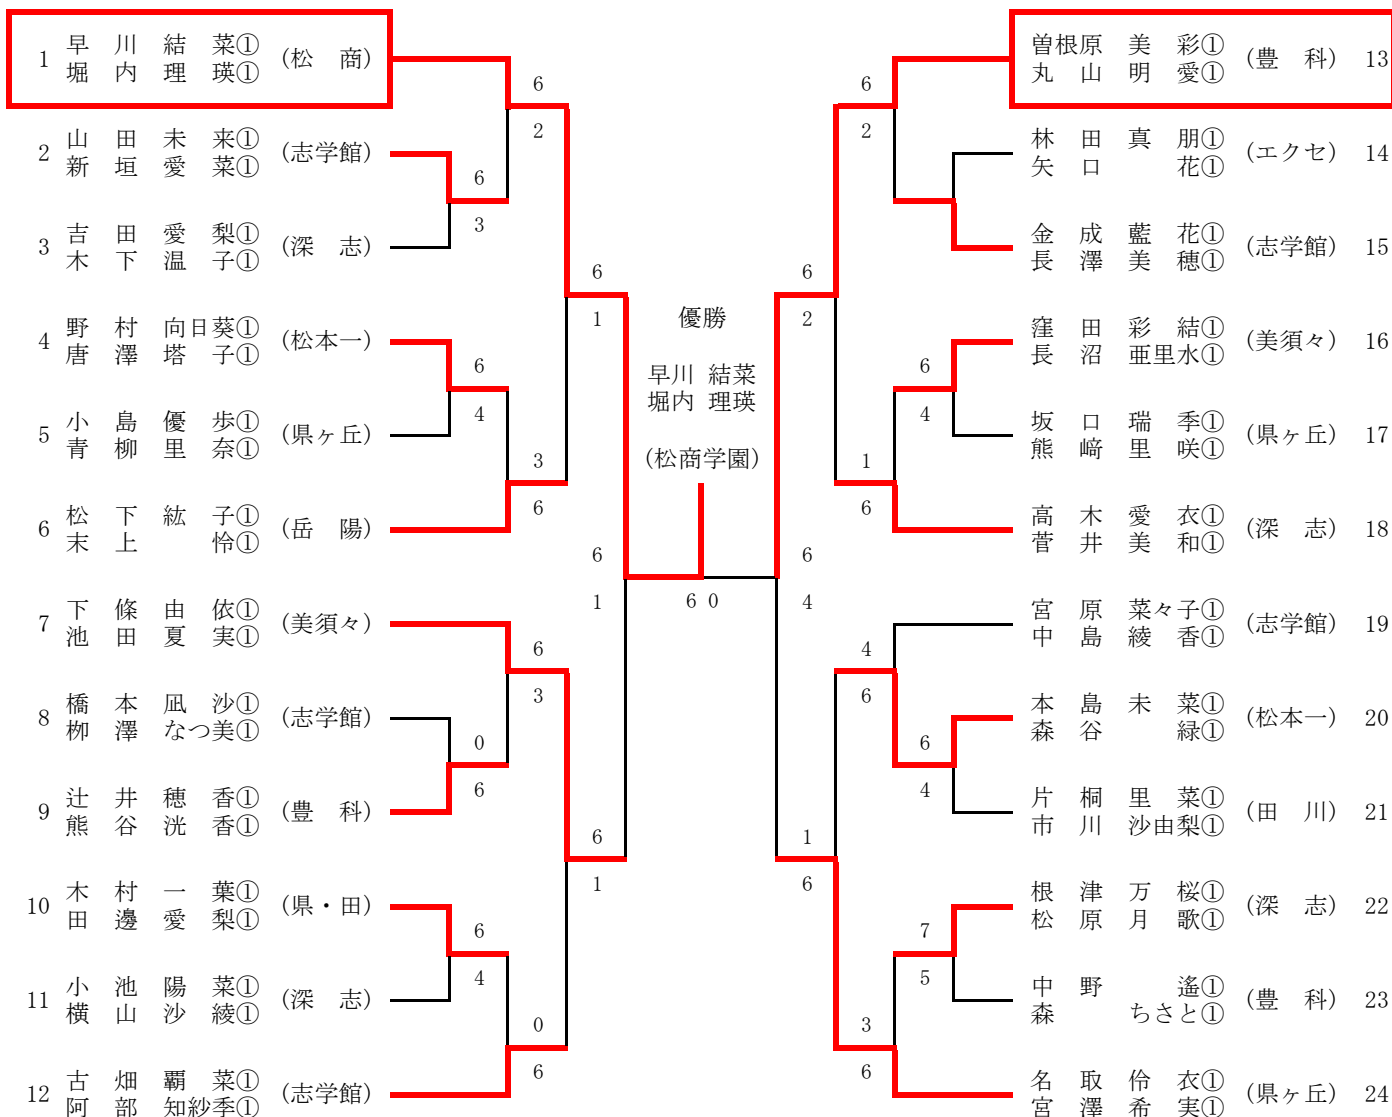 1 早川結菜① (松商)
堀内理瑛①
2 山田未来① (志学館)
新垣愛菜①
3 吉田愛梨① (深志)
木下温子①
4 野村向日葵① (松本一)
唐澤塔子①
5 小島優歩① (県ヶ丘)
青柳里奈①
6 松下紘子① (岳陽)
末上怜①
7 下條由依① (美須々)
池田夏実①
8 橋本凪沙① (志学館)
栁澤なつ美①
9 辻井穂香① (豊科)
熊谷洸香①
10 木村一葉① (県・田)
田邊愛梨①
11 小池陽菜① (深志)
横山沙綾①
12 古畑覇菜① (志学館)
阿部知紗季①
6
2
6
3
6
1
6
4
3
6
6
1
6
3
0
6
6
1
6
4
0
6
優勝
早川 結菜
堀内 理瑛
(松商学園)
6 0
6
2
6
2
6
4
1
6
6
4
4
6
6
4
1
6
7
5
3
6
曽根原美彩① (豊科) 13
丸山明愛①
林田真朋① (エクセ) 14
矢口花①
金成藍花① (志学館) 15
長澤美穂①
窪田彩結① (美須々) 16
長沼亜里水①
坂口瑞季① (県ヶ丘) 17
熊﨑里咲①
高木愛衣① (深志) 18
菅井美和①
宮原菜々子① (志学館) 19
中島綾香①
本島未菜① (松本一) 20
森谷緑①
片桐里菜① (田川) 21
市川沙由梨①
根津万桜① (深志) 22
松原月歌①
中野遙① (豊科) 23
森ちさと①
名取伶衣① (県ヶ丘) 24
宮澤希実①